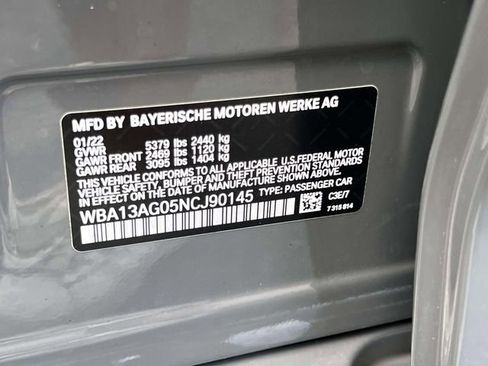 MFD BY BAYERISCHE MOTOREN WERKE AG
01/22
GVWR 5379 lbs 2440 kg
GAWR FRONT 2469 lbs 1120 kg
GAWR REAR 3095 lbs 1404 kg
THIS VEHICLE CONFORMS TO ALL APPLICABLE U.S. FEDERAL MOTOR
VEHICLE SAFETY, BUMPER, AND THEFT PREVENTION STANDARDS
IN EFFECT ON THE DATE OF MANUFACTURE SHOWN ABOVE.
WBA13AG05NCJ90145 TYPE: PASSENGER CAR
C3E/7
7 318 814